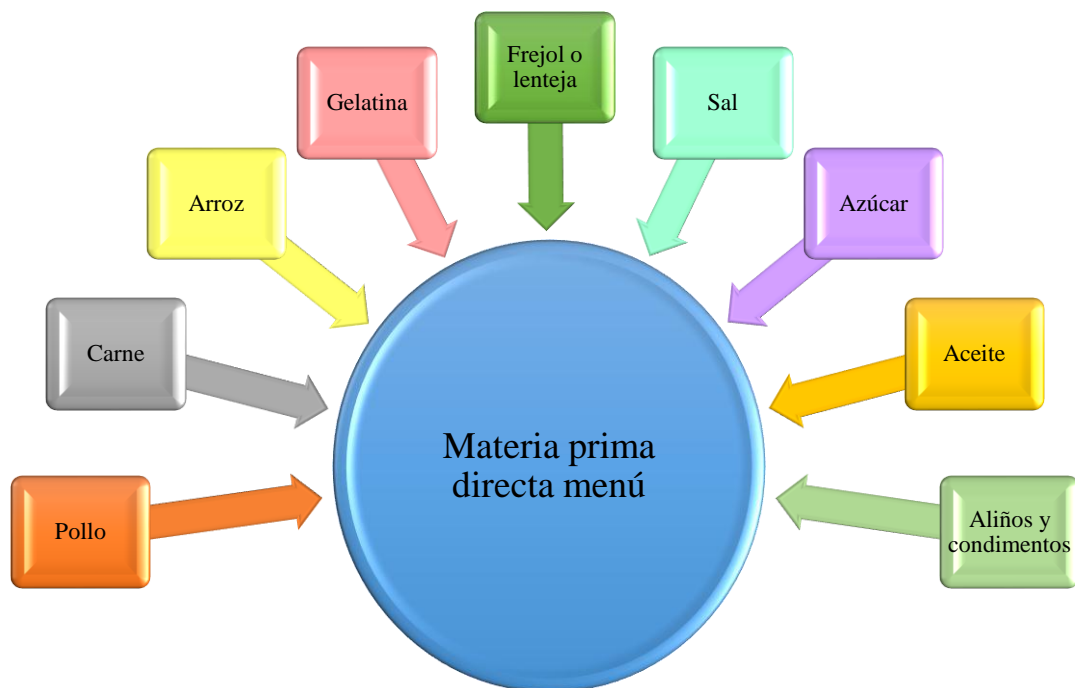 Frejol o
lenteja
Gelatina
Sal
Arroz
Azúcar
Carne
Aceite
Materia prima
directa menú
Pollo
Aliños y
condimentos